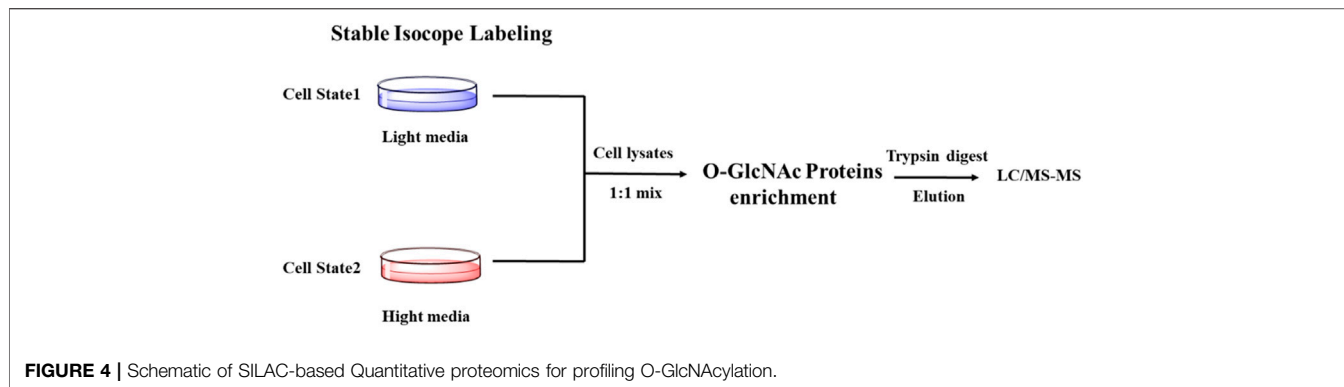 Stable Isocope Labeling
Cell State1
Light media
Cell State2
Hight media
Cell lysates
1:1 mix
O-GlcNAc Proteins
enrichment
Trypsin digest
Elution
LC/MS-MS
FIGURE 4 | Schematic of SILAC-based Quantitative proteomics for profiling O-GlcNAcylation.